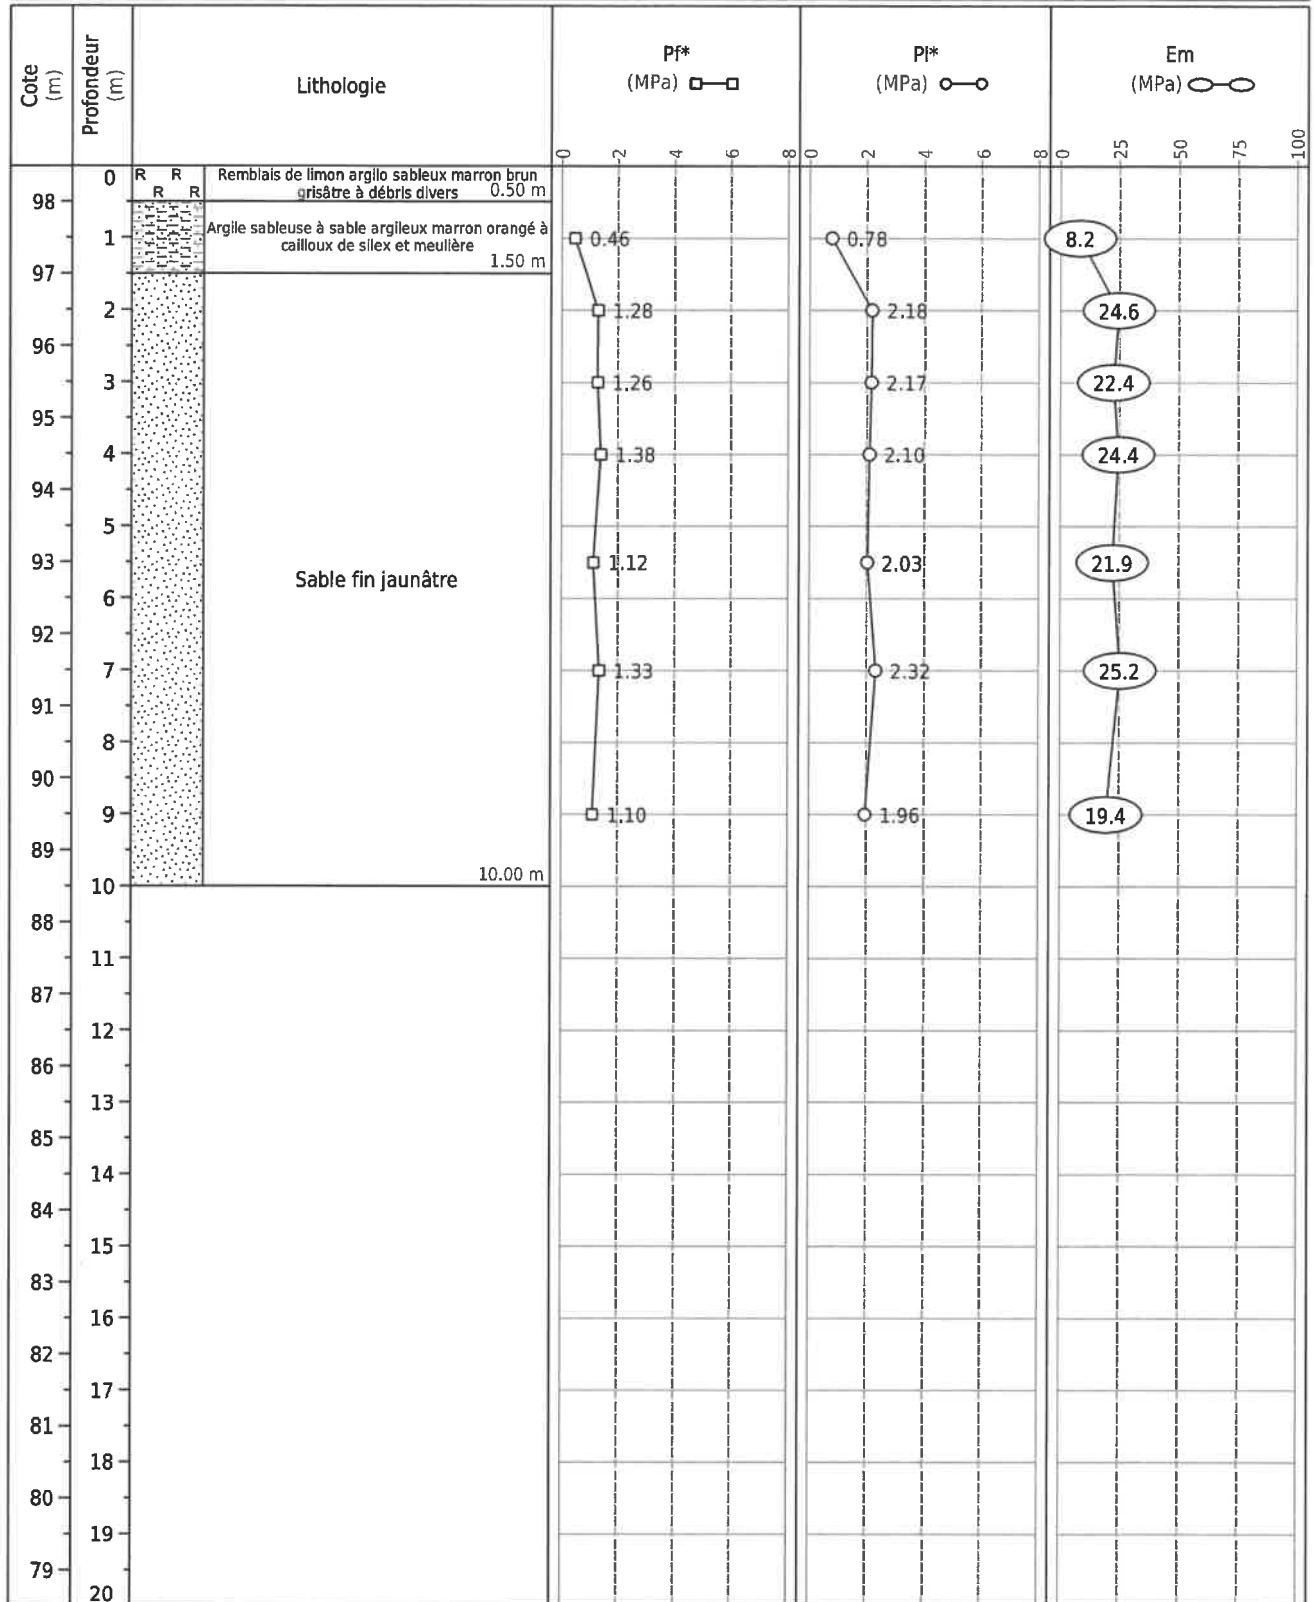 Cote
(m)
Profondeur
(m)
Lithologie
Pf*
(MPa)
Pl*
(MPa)
Em
(MPa)
0 2 4 6 8
0 2 4 6 8
0 25 50 75 100
0
R R
R R
Remblais de limon argilo sableux marron brun
grisâtre à débris divers
0.50 m
98
Argile sableuse à sable argileux marron orangé à
cailloux de silex et meulière
1.50 m
1
0.46
0.78
8.2
97
2
1.28
2.18
24.6
96
3
1.26
2.17
22.4
95
4
1.38
2.10
24.4
94
5
93
1.12
2.03
21.9
Sable fin jaunâtre
6
92
7
1.33
2.32
25.2
91
8
90
9
1.10
1.96
19.4
89
10.00 m
10
88
11
87
12
86
13
85
14
84
15
83
16
82
17
81
18
80
19
79
20